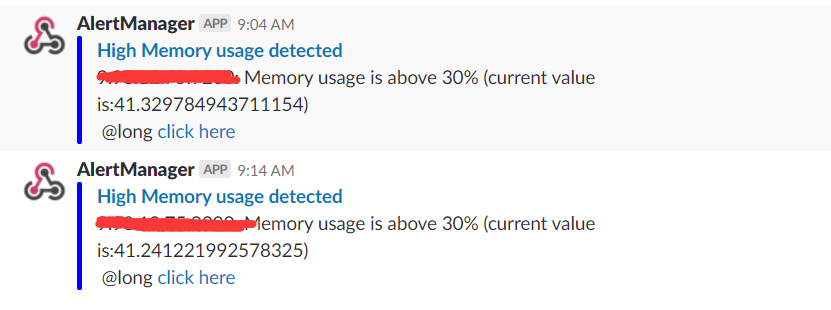 AlertManager APP 9:04 AM
High Memory usage detected
Memory usage is above 30% (current value
is:41.329784943711154)
@long click here
AlertManager APP 9:14 AM
High Memory usage detected
Memory usage is above 30% (current value
is:41.241221992578325)
@long click here